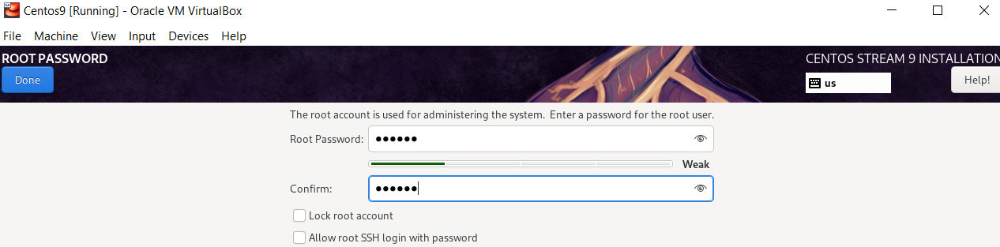 Centos9 [Running] - Oracle VM VirtualBox
File Machine View Input Devices Help
ROOT PASSWORD
CENTOS STREAM 9 INSTALLATION
Done
us
Help!
The root account is used for administering the system. Enter a password for the root user.
Root Password: ●●●●●●
Weak
Confirm: ●●●●●●
Lock root account
Allow root SSH login with password